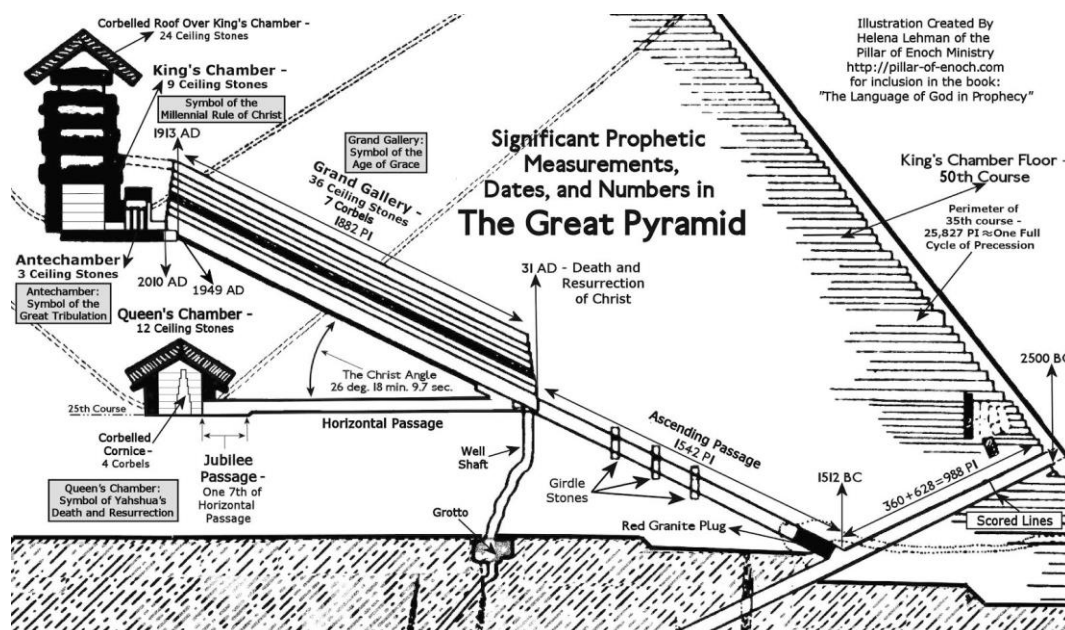 Corbelled Roof Over King's Chamber -
24 Ceiling Stones
King's Chamber -
9 Ceiling Stones
Symbol of the
Millennial Rule of Christ
1913 AD
Grand Gallery:
Symbol of the
Age of Grace
Grand Gallery -
36 Ceiling Stones
7 Corbels
1882 PI
Significant Prophetic
Measurements,
Dates, and Numbers in
The Great Pyramid
Illustration Created By
Helena Lehman of the
Pillar of Enoch Ministry
http://pillar-of-enoch.com
for inclusion in the book:
"The Language of God in Prophecy"
King's Chamber Floor -
50th Course
Perimeter of
35th course -
25,827 PI ≈One Full
Cycle of Precession
Antechamber
3 Ceiling Stones
Antechamber:
Symbol of the
Great Tribulation
2010 AD
1949 AD
31 AD - Death and
Resurrection
of Christ
Queen's Chamber -
12 Ceiling Stones
The Christ Angle
26 deg. 18 min. 9.7 sec.
2500 BC
25th Course
Horizontal Passage
Ascending Passage
1542 PI
Corbelled
Cornice-
4 Corbels
Jubilee
Passage -
One 7th of
Horizontal
Passage
Well
Shaft
Girdle
Stones
1512 BC
360+628=988 PI
Queen's Chamber:
Symbol of Yahshua's
Death and Resurrection
Grotto
Red Granite Plug
Scored Lines